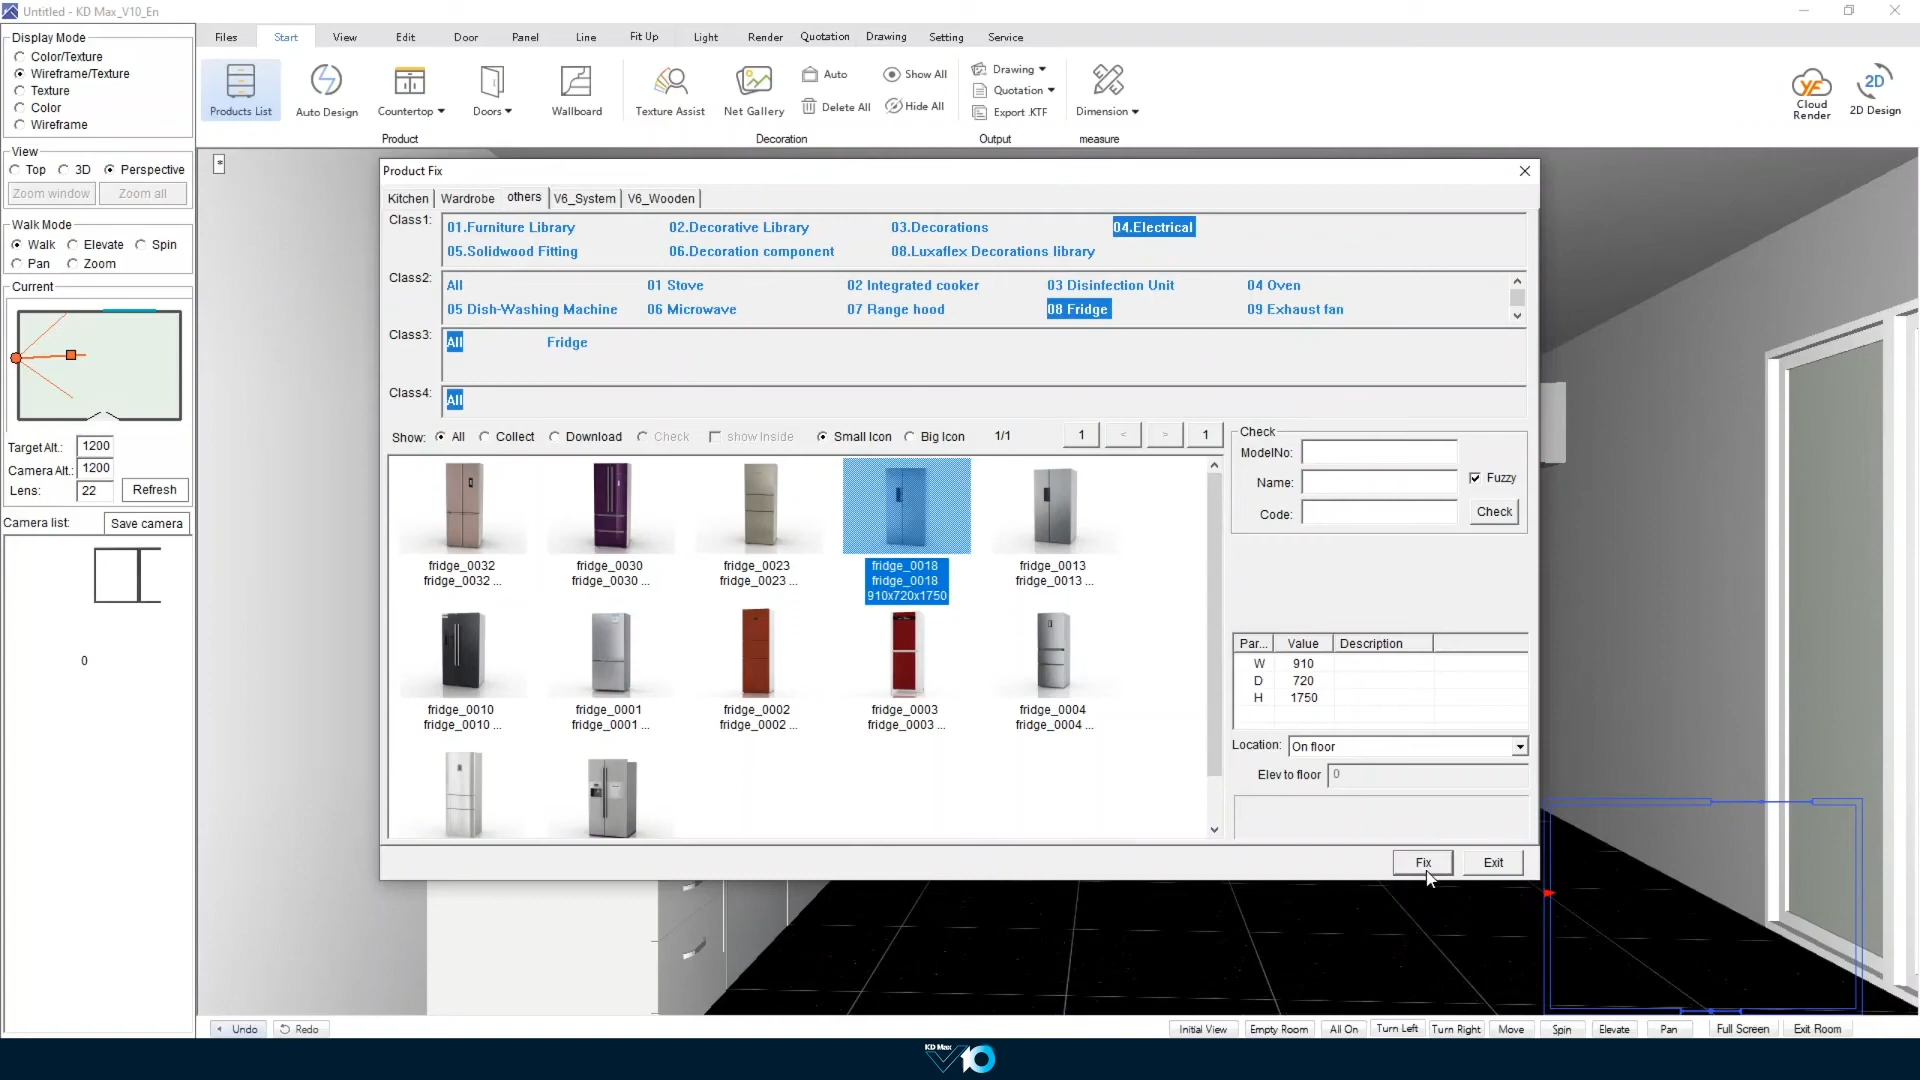 Untitled - KD Max_V10_En
Display Mode
Color/Texture
Wireframe/Texture
Texture
Color
Wireframe
View
Top 3D Perspective
Zoom window Zoom all
Walk Mode
Walk Elevate Spin
Pan Zoom
Current
Target Alt.: 1200
Camera Alt.: 1200
Lens: 22 Refresh
Camera list: Save camera
0
Files Start View Edit Door Panel Line Fit Up Light Render Quotation Drawing Setting Service
Products List Auto Design Countertop Doors Wallboard
Product
Texture Assist Net Gallery
Auto Show All
Delete All Hide All
Decoration
Drawing
Quotation
Export .KTF
Output
Dimension
measure
YF
Cloud
Render
2D
2D Design
*
Product Fix
Kitchen Wardrobe others V6_System V6_Wooden
Class1:
01.Furniture Library 02.Decorative Library 03.Decorations 04.Electrical
05.Solidwood Fitting 06.Decoration component 08.Luxaflex Decorations library
Class2:
All 01 Stove 02 Integrated cooker 03 Disinfection Unit 04 Oven
05 Dish-Washing Machine 06 Microwave 07 Range hood 08 Fridge 09 Exhaust fan
Class3:
All Fridge
Class4:
All
Show: All Collect Download Check show Inside Small Icon Big Icon 1/1 1 < > 1
fridge_0032 fridge_0030 fridge_0023 fridge_0018 fridge_0013
fridge_0032 ... fridge_0030 ... fridge_0023 ... fridge_0018 fridge_0013 ...
910x720x1750
fridge_0010 fridge_0001 fridge_0002 fridge_0003 fridge_0004
fridge_0010 ... fridge_0001 ... fridge_0002 ... fridge_0003 ... fridge_0004 ...
Check
ModelNo:
Name: Fuzzy
Code: Check
Par... Value Description
W 910
D 720
H 1750
Location: On floor
Elev to floor 0
Fix Exit
Undo Redo
Initial View Empty Room All On Turn Left Turn Right Move Spin Elevate Pan Full Screen Exit Room
KD Max
V10